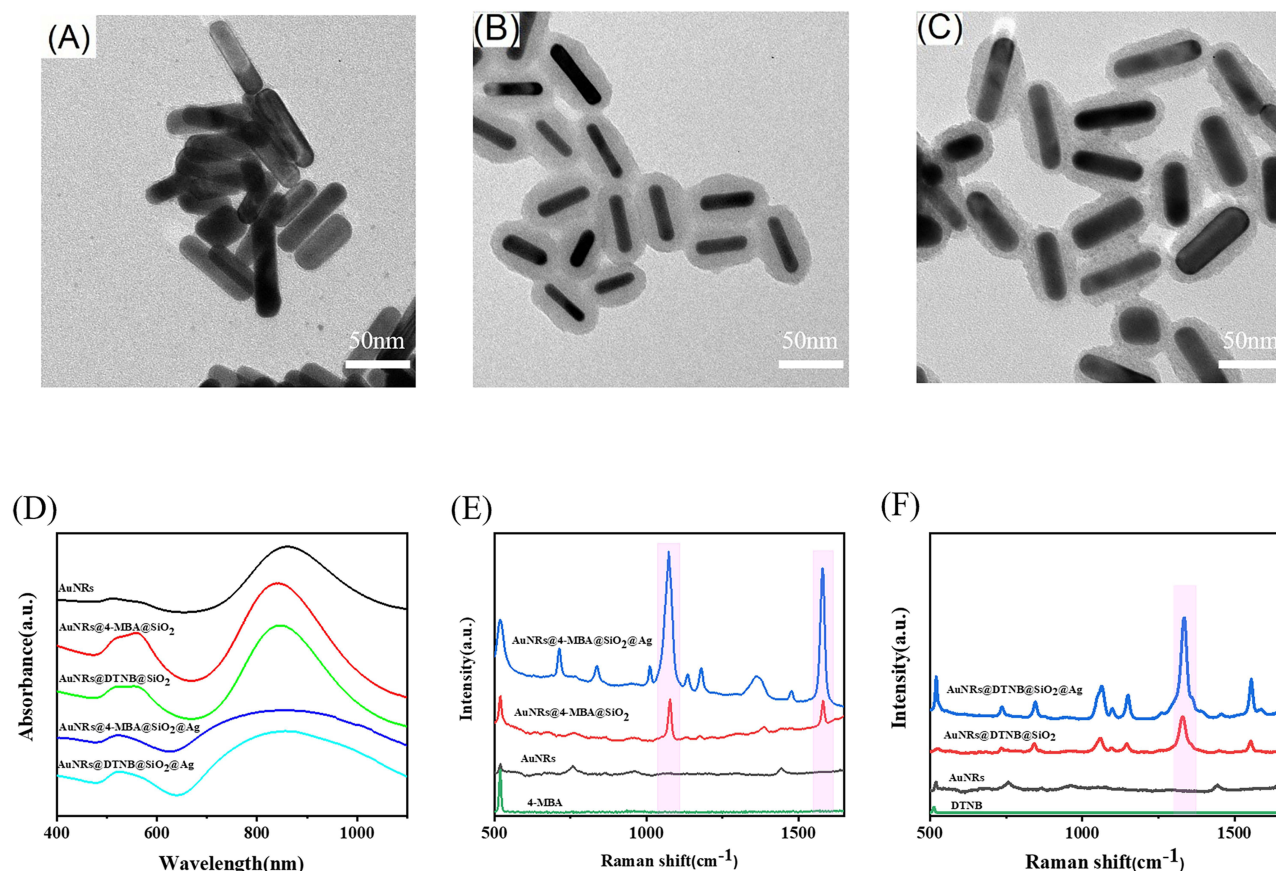 (A)
(B)
(C)
50nm
50nm
50nm
(D)
(E)
(F)
Absorbance(a.u.)
AuNRs
AuNRs@4-MBA@SiO₂
AuNRs@DTNB@SiO₂
AuNRs@4-MBA@SiO₂@Ag
AuNRs@DTNB@SiO₂@Ag
400 600 800 1000
Wavelength(nm)
Intensity(a.u.)
AuNRs@4-MBA@SiO₂@Ag
AuNRs@4-MBA@SiO₂
AuNRs
4-MBA
500 1000 1500
Raman shift(cm⁻¹)
Intensity(a.u.)
AuNRs@DTNB@SiO₂@Ag
AuNRs@DTNB@SiO₂
AuNRs
DTNB
500 1000 1500
Raman shift(cm⁻¹)